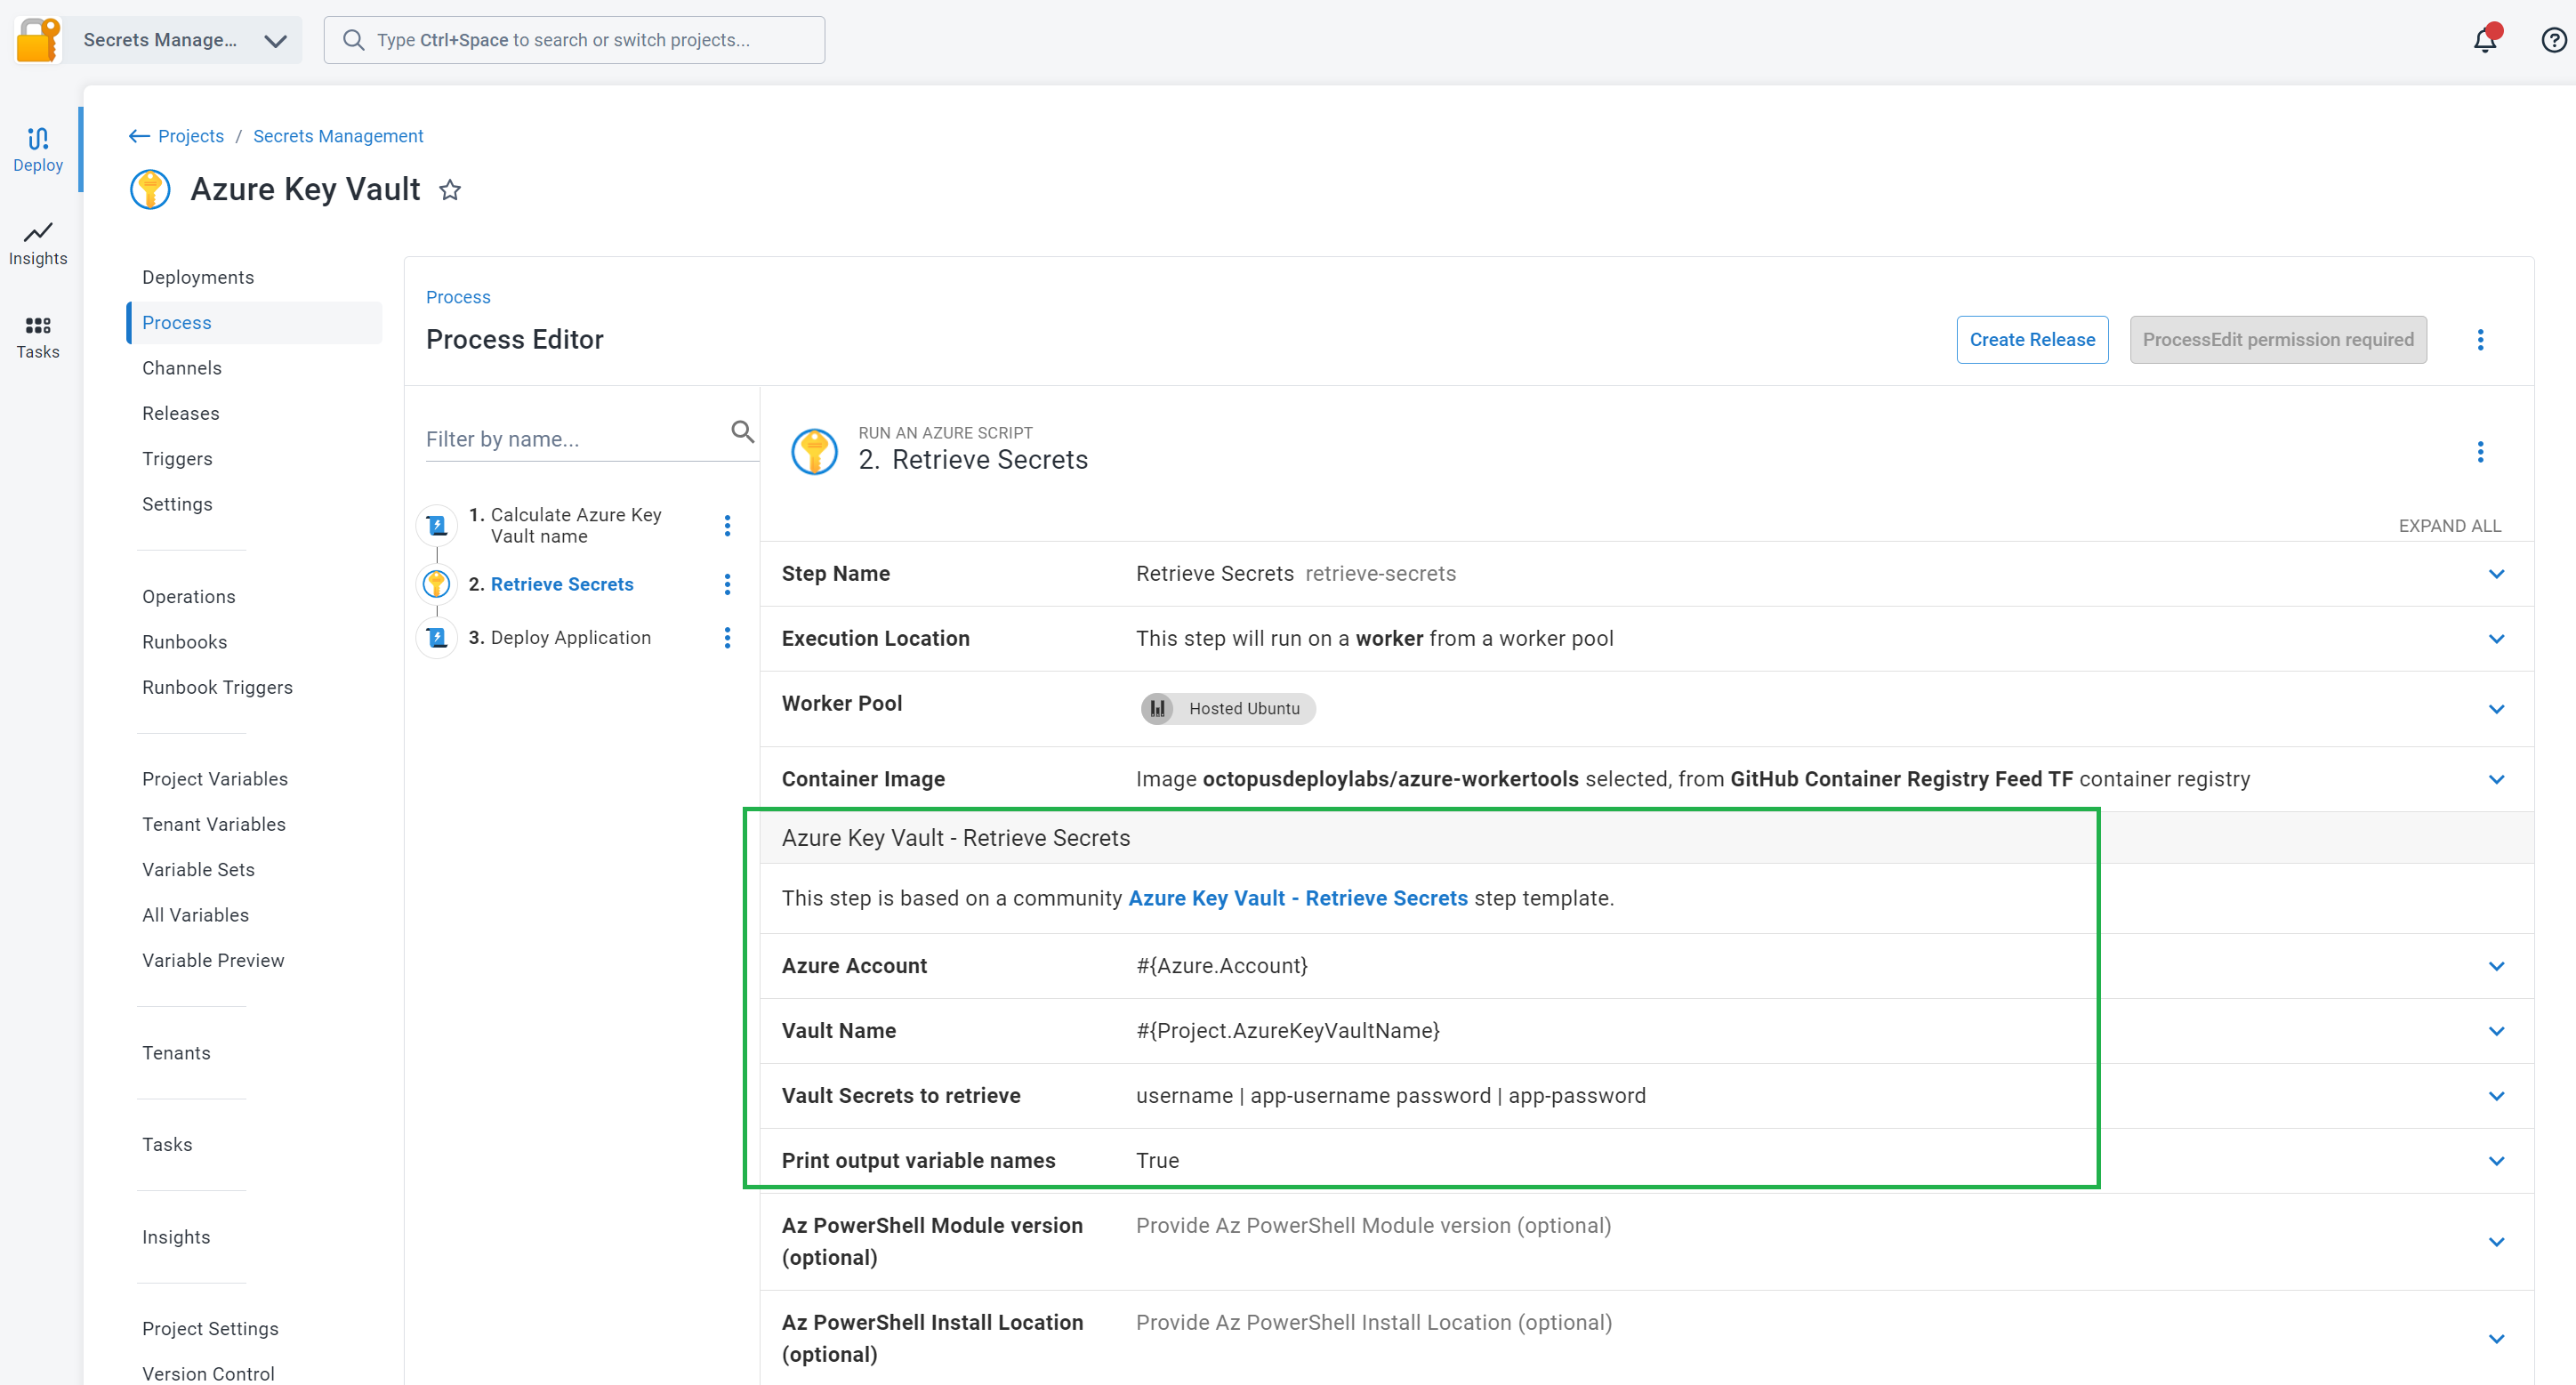 Secrets Manage...
Type Ctrl+Space to search or switch projects...
Deploy
Insights
Tasks
Projects / Secrets Management
Azure Key Vault
Deployments
Process
Channels
Releases
Triggers
Settings
Operations
Runbooks
Runbook Triggers
Project Variables
Tenant Variables
Variable Sets
All Variables
Variable Preview
Tenants
Tasks
Insights
Project Settings
Version Control
Process
Process Editor
Create Release
ProcessEdit permission required
Filter by name...
1. Calculate Azure Key
Vault name
2. Retrieve Secrets
3. Deploy Application
RUN AN AZURE SCRIPT
2. Retrieve Secrets
EXPAND ALL
Step Name Retrieve Secrets retrieve-secrets
Execution Location This step will run on a worker from a worker pool
Worker Pool Hosted Ubuntu
Container Image Image octopusdeploylabs/azure-workertools selected, from GitHub Container Registry Feed TF container registry
Azure Key Vault - Retrieve Secrets
This step is based on a community Azure Key Vault - Retrieve Secrets step template.
Azure Account #{Azure.Account}
Vault Name #{Project.AzureKeyVaultName}
Vault Secrets to retrieve username | app-username password | app-password
Print output variable names True
Az PowerShell Module version Provide Az PowerShell Module version (optional)
(optional)
Az PowerShell Install Location Provide Az PowerShell Install Location (optional)
(optional)